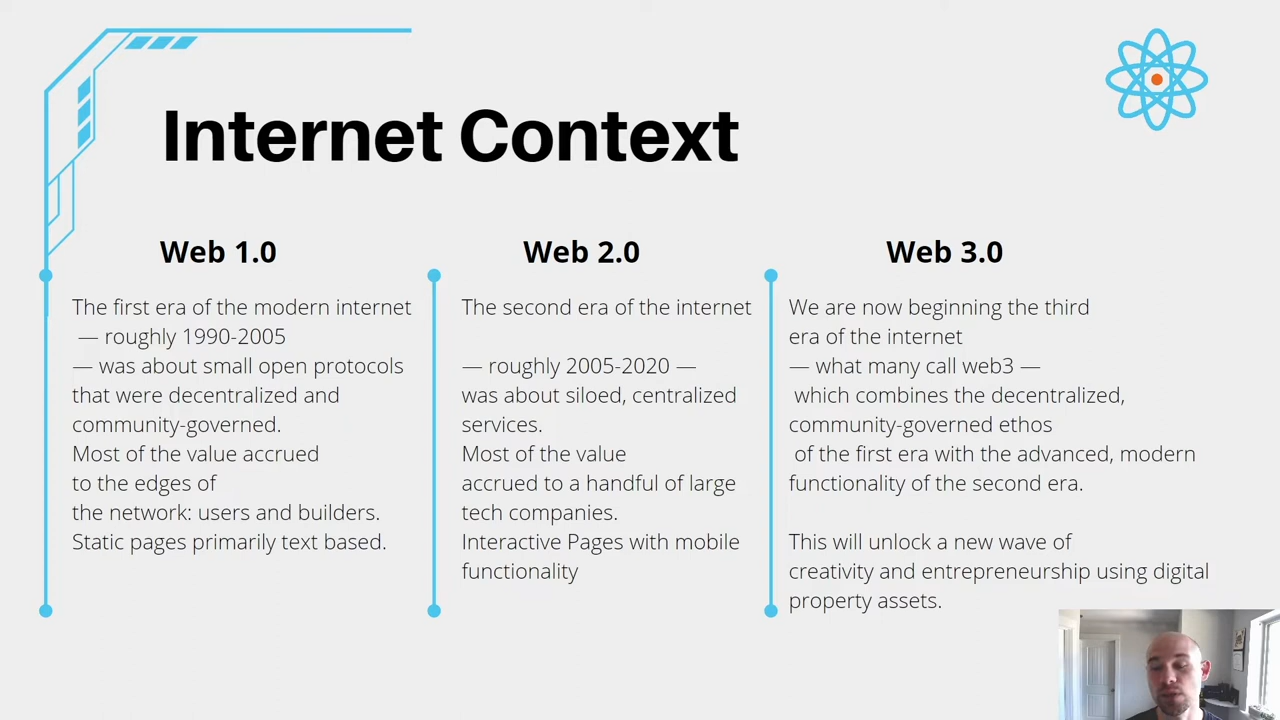 Internet Context
Web 1.0
The first era of the modern internet
— roughly 1990-2005
— was about small open protocols
that were decentralized and
community-governed.
Most of the value accrued
to the edges of
the network: users and builders.
Static pages primarily text based.
Web 2.0
The second era of the internet
— roughly 2005-2020 —
was about siloed, centralized
services.
Most of the value
accrued to a handful of large
tech companies.
Interactive Pages with mobile
functionality
Web 3.0
We are now beginning the third
era of the internet
— what many call web3 —
which combines the decentralized,
community-governed ethos
of the first era with the advanced, modern
functionality of the second era.
This will unlock a new wave of
creativity and entrepreneurship using digital
property assets.